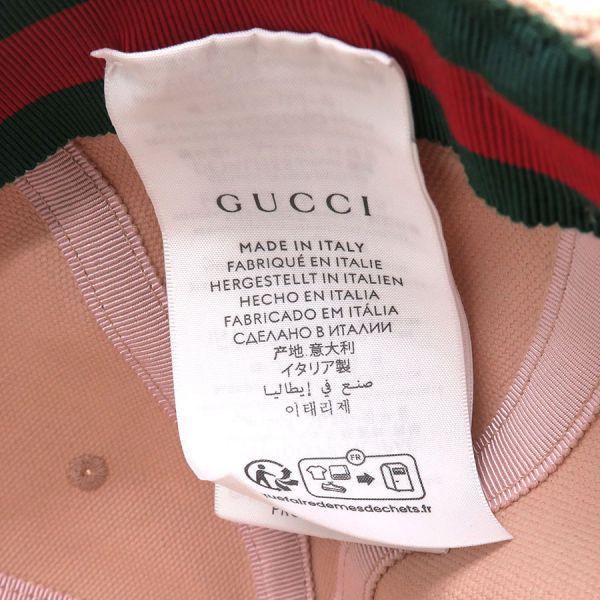 GUCCI
MADE IN ITALY
FABRIQUÉ EN ITALIE
HERGESTELLT IN ITALIEN
HECHO EN ITALIA
FABRICADO EM ITÁLIA
СДЕЛАНО В ИТАЛИИ
产地.意大利
イタリア製
صنع في إيطاليا
이태리제
FR
uefairedemesdechets.fr